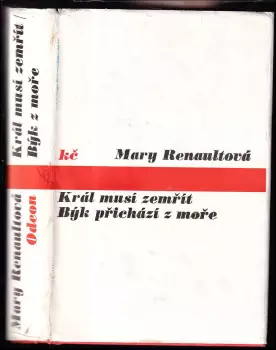 Mary Renaultová Král musí zemřít/
Odeon Býk z moře
kč Mary Renaultová
Král musí zemřít
Býk přichází z moře